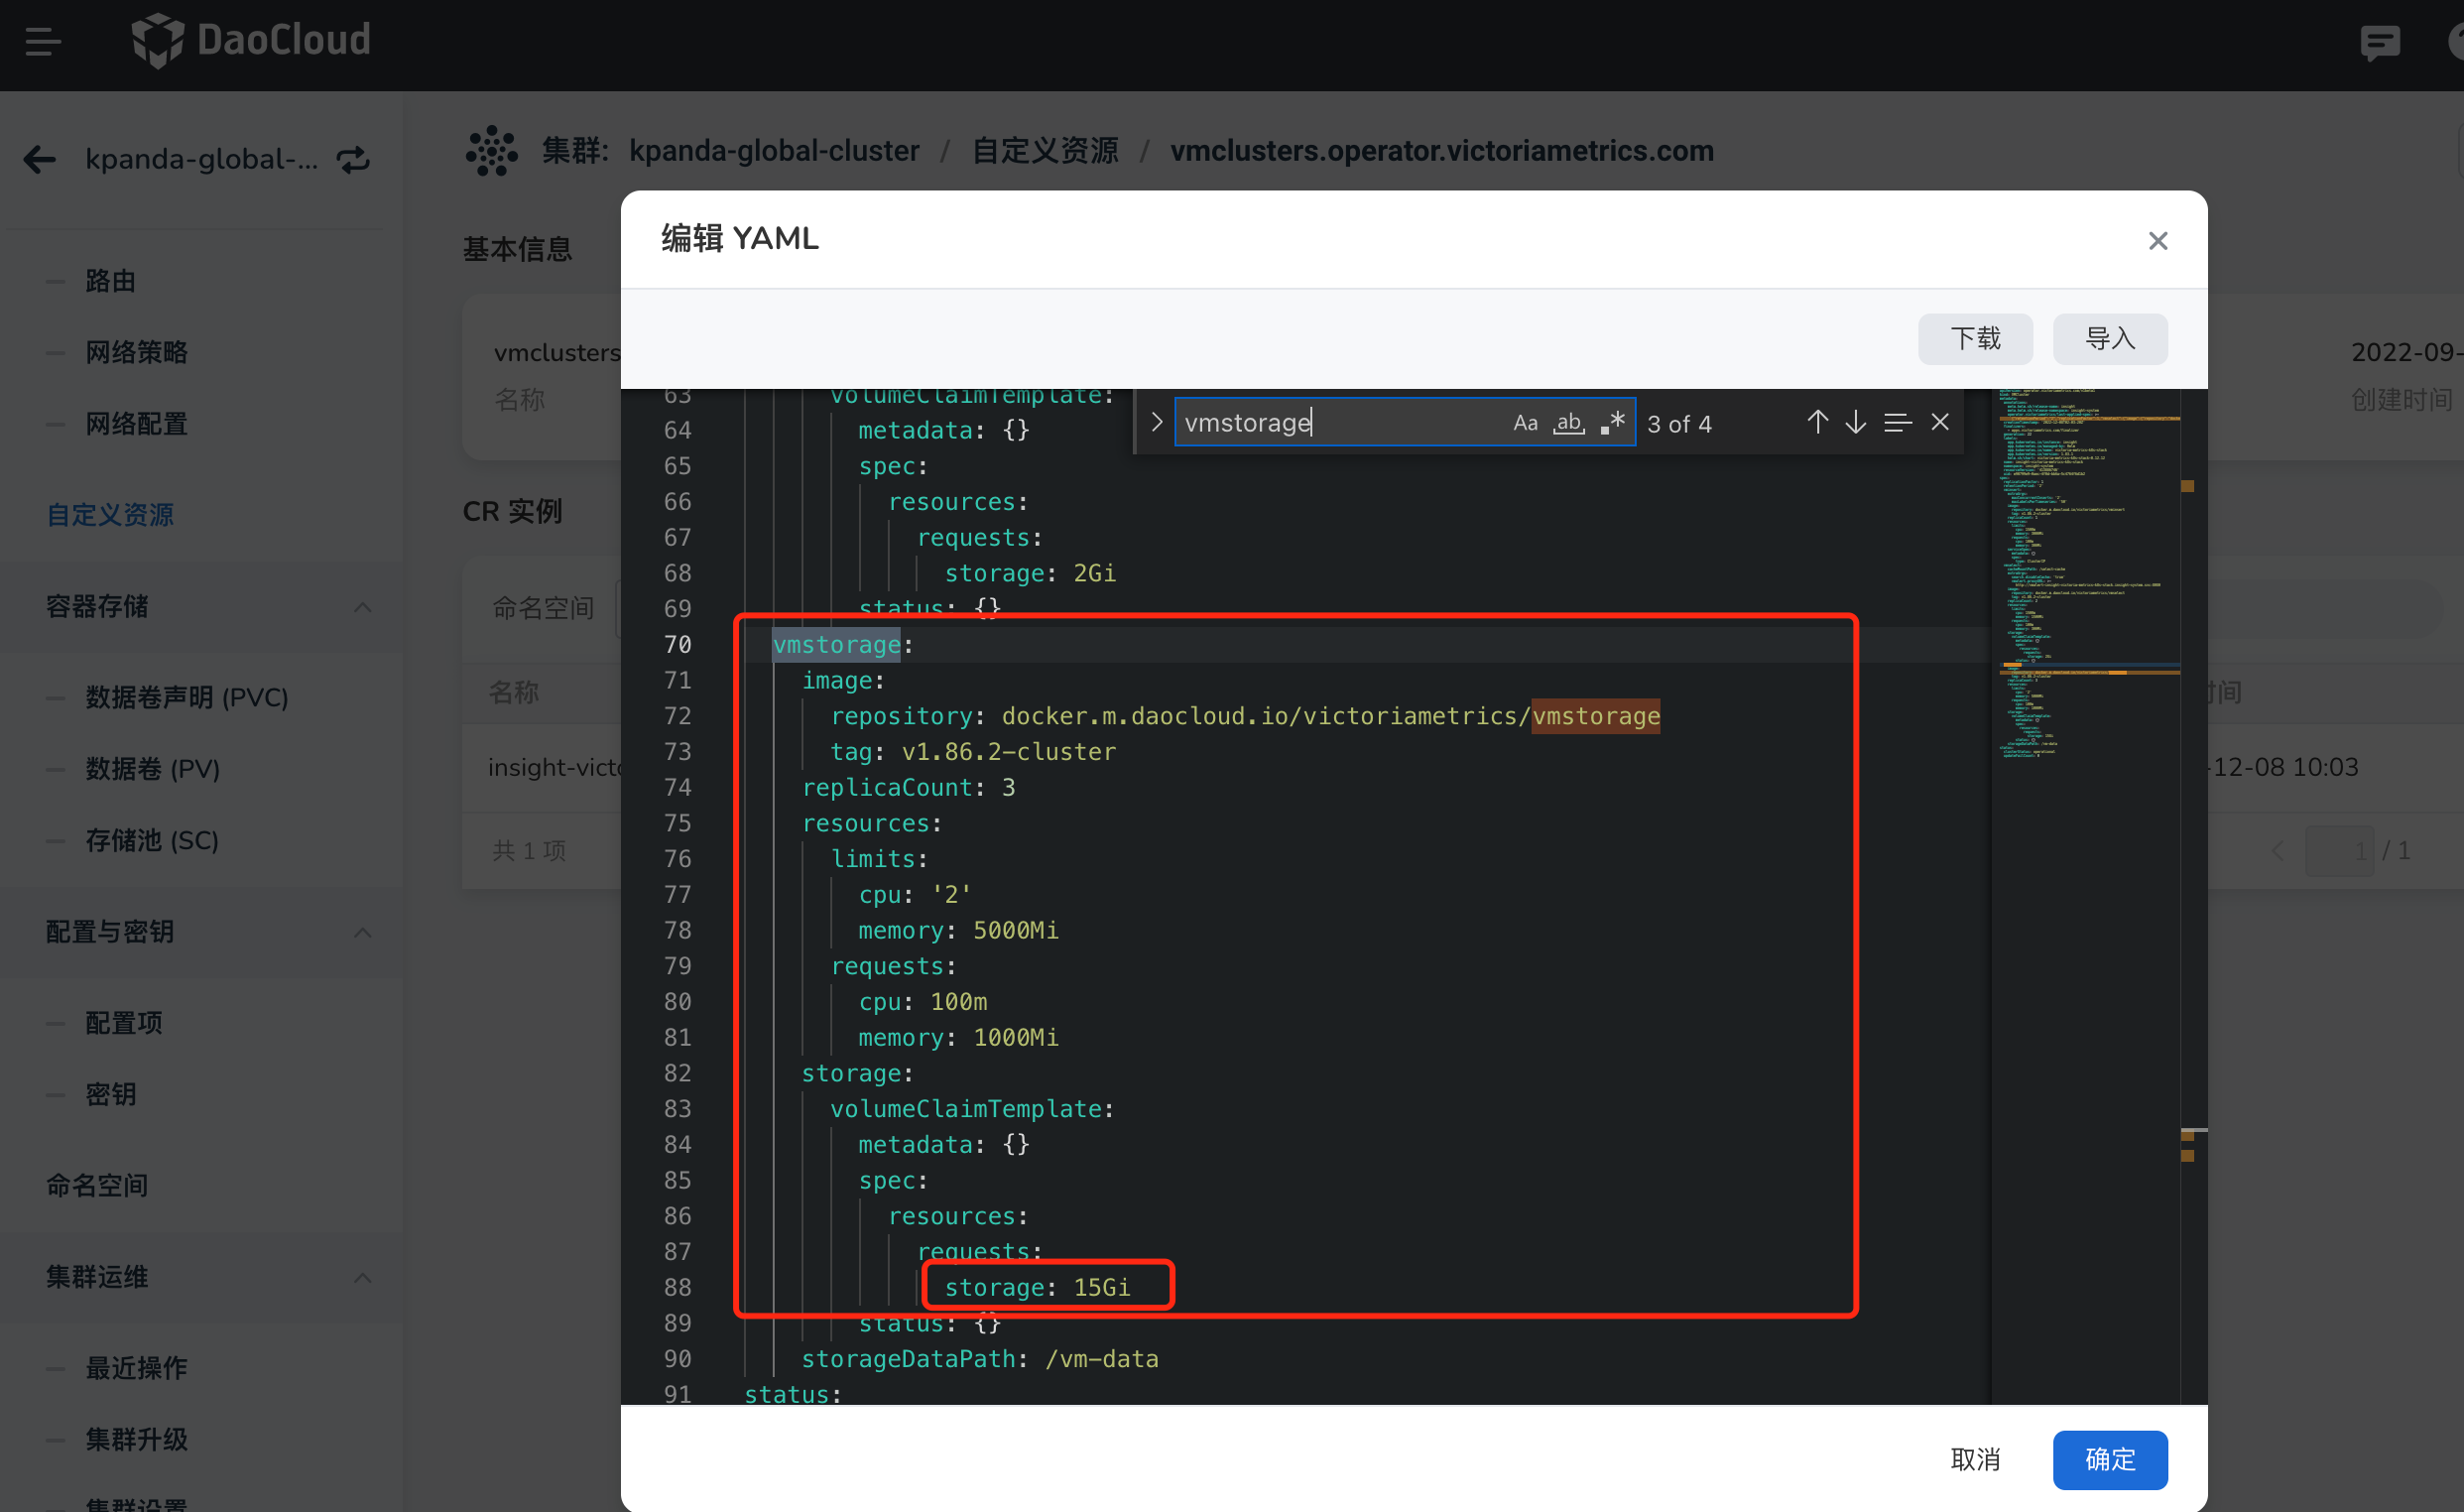 DaoCloud
kpanda-global-...
集群: kpanda-global-cluster / 自定义资源 / vmclusters.operator.victoriametrics.com
路由
网络策略
网络配置
自定义资源
容器存储
数据卷声明 (PVC)
数据卷 (PV)
存储池 (SC)
配置与密钥
配置项
密钥
命名空间
集群运维
最近操作
集群升级
集群设置
基本信息
vmclusters
名称
2022-09-
创建时间
CR 实例
命名空间
名称
时间
insight-victo
-12-08 10:03
共 1 项
1 / 1
编辑 YAML
下载
导入
vmstorage
Aa
ab
3 of 4
63 volumeClaimTemplate:
64 metadata: {}
65 spec:
66 resources:
67 requests:
68 storage: 2Gi
69 status: {}
70 vmstorage:
71 image:
72 repository: docker.m.daocloud.io/victoriametrics/vmstorage
73 tag: v1.86.2-cluster
74 replicaCount: 3
75 resources:
76 limits:
77 cpu: '2'
78 memory: 5000Mi
79 requests:
80 cpu: 100m
81 memory: 1000Mi
82 storage:
83 volumeClaimTemplate:
84 metadata: {}
85 spec:
86 resources:
87 requests:
88 storage: 15Gi
89 status: {}
90 storageDataPath: /vm-data
91 status:
取消
确定